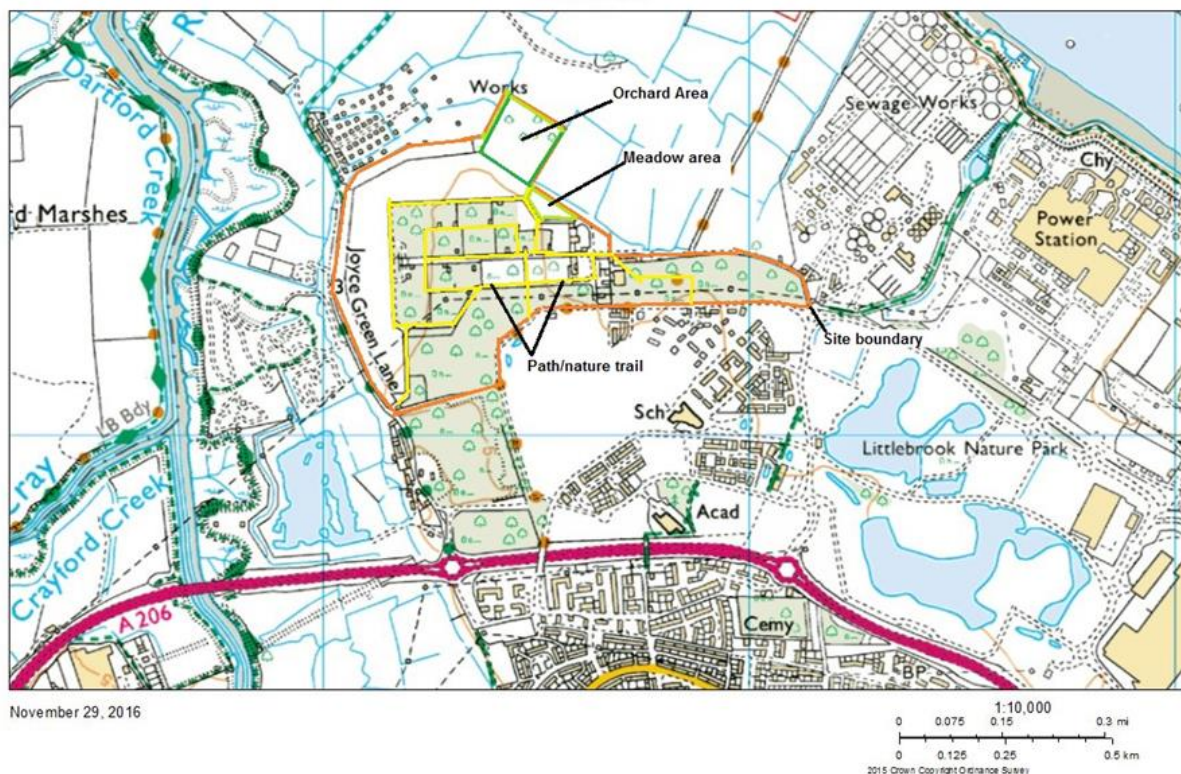 Dartford Creek
R
Works
Orchard Area
Meadow area
Sewage Works
Chy
Power
Station
rd Marshes
Joyce Green Lane
3
Site boundary
Path/nature trail
Sch
Littlebrook Nature Park
Acad
L B Bdy
Cray
Crayford Creek
5
A 206
Cemy
BP
November 29, 2016
1:10,000
0 0.075 0.15 0.3 mi
0 0.125 0.25 0.5 km
2015 Crown Copyright Ordnance Survey